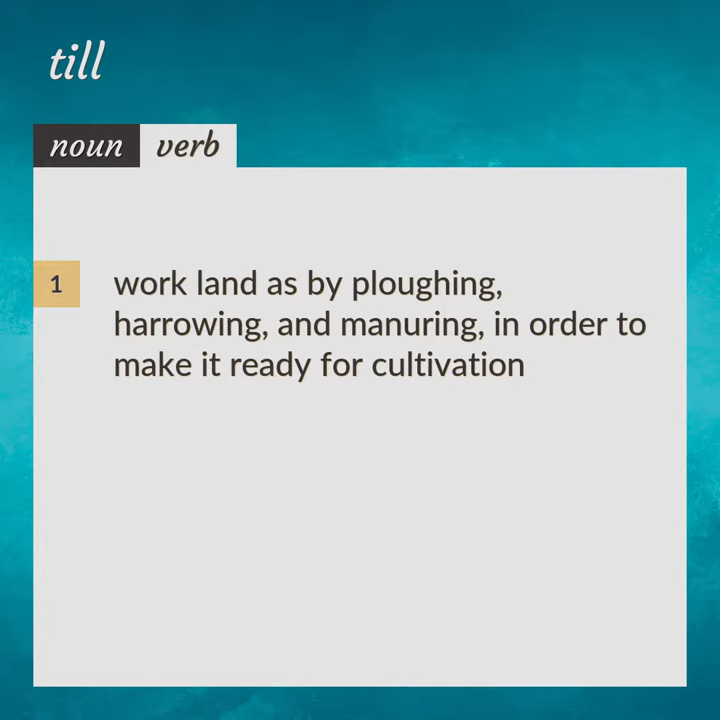 till
noun verb
1 work land as by ploughing,
harrowing, and manuring, in order to
make it ready for cultivation